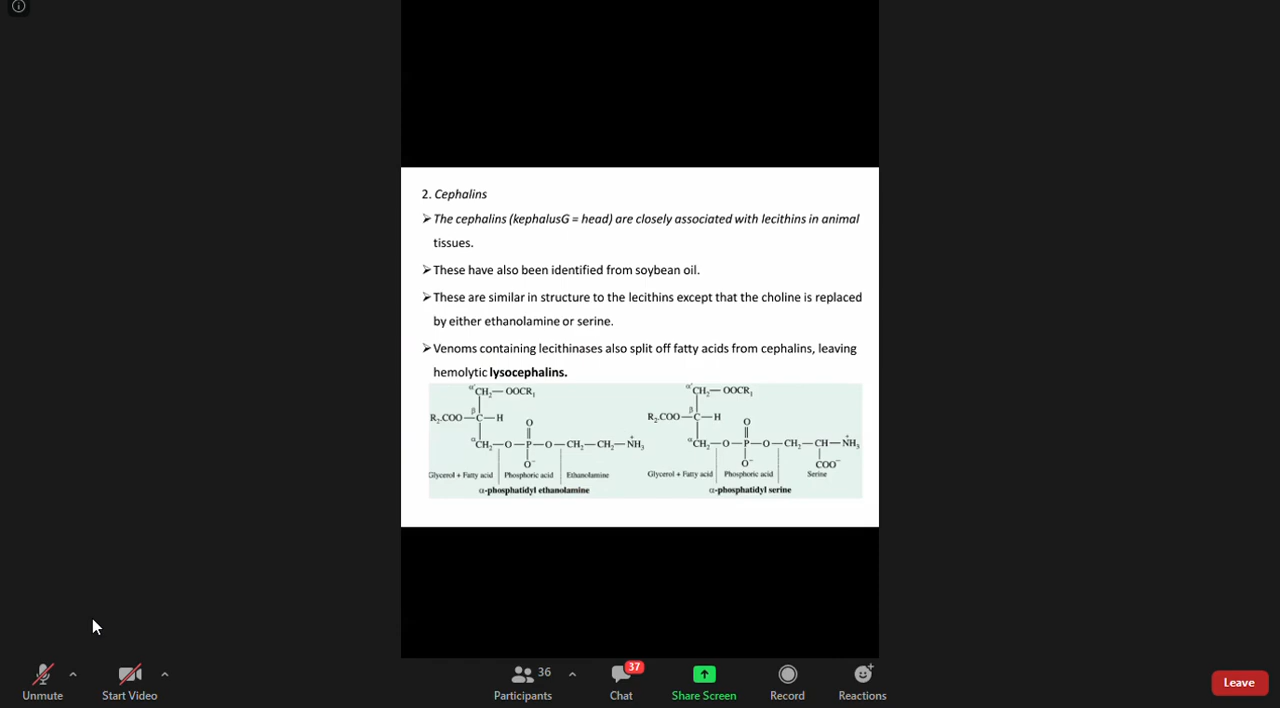 2. Cephalins
➢The cephalins (kephalusG = head) are closely associated with lecithins in animal
tissues.
➢These have also been identified from soybean oil.
➢These are similar in structure to the lecithins except that the choline is replaced
by either ethanolamine or serine.
➢Venoms containing lecithinases also split off fatty acids from cephalins, leaving
hemolytic lysocephalins.
α' CH₂—OOCR₁
R₂COO—C—H
β
O
α CH₂—O—P—O—CH₂—CH₂—N⁺H₃
O⁻
Glycerol + Fatty acid Phosphoric acid Ethanolamine
α-phosphatidyl ethanolamine
α' CH₂—OOCR₁
R₂COO—C—H
β
O
α CH₂—O—P—O—CH₂—CH—N⁺H₃
O⁻ COO⁻
Glycerol + Fatty acid Phosphoric acid Serine
α-phosphatidyl serine
Unmute
Start Video
36
Participants
37
Chat
Share Screen
Record
Reactions
Leave